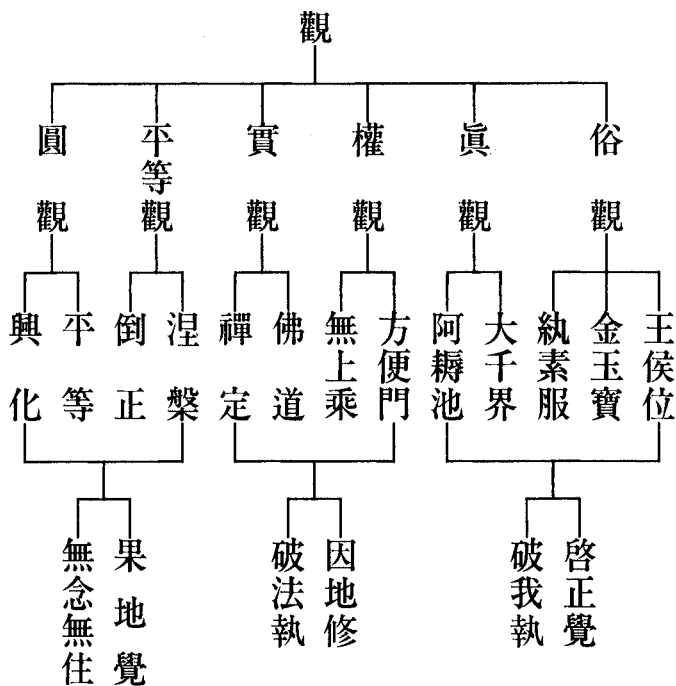 觀
俗觀
眞觀
權觀
實觀
平等觀
圓觀
王侯位
金玉寶
紈素服
大千界
阿耨池
方便門
無上乘
佛道
禪定
涅槃
倒正
平等
興化
啓正覺
破我執
因地修
破法執
果地覺
無念無住